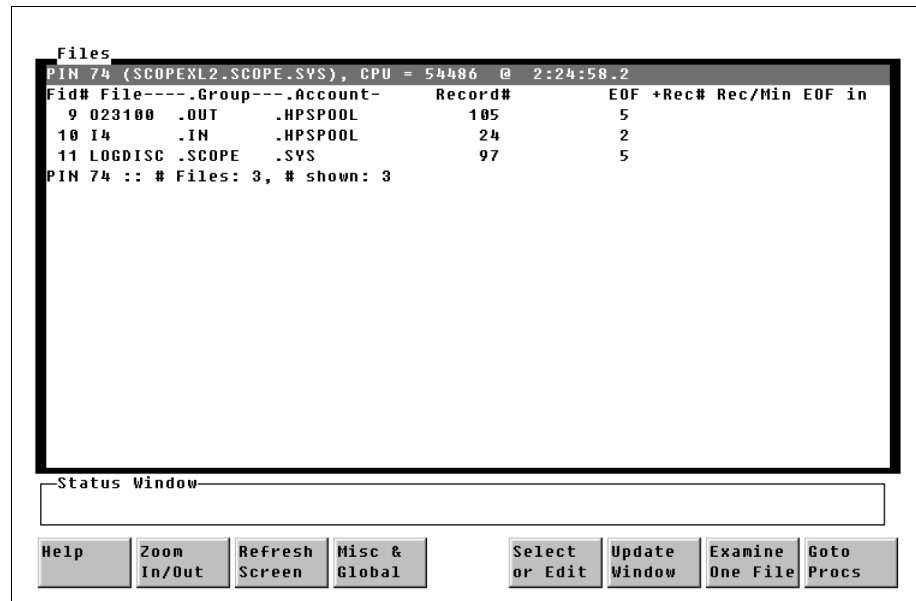 Files
PIN 74 (SCOPEXL2.SCOPE.SYS), CPU = 54486 @ 2:24:58.2
Fid# File----.Group---.Account- Record# EOF +Rec# Rec/Min EOF in
9 O23100 .OUT .HPSPOOL 105 5
10 I4 .IN .HPSPOOL 24 2
11 LOGDISC .SCOPE .SYS 97 5
PIN 74 :: # Files: 3, # shown: 3
Status Window
Help Zoom Refresh Misc & Select Update Examine Goto
In/Out Screen Global or Edit Window One File Procs